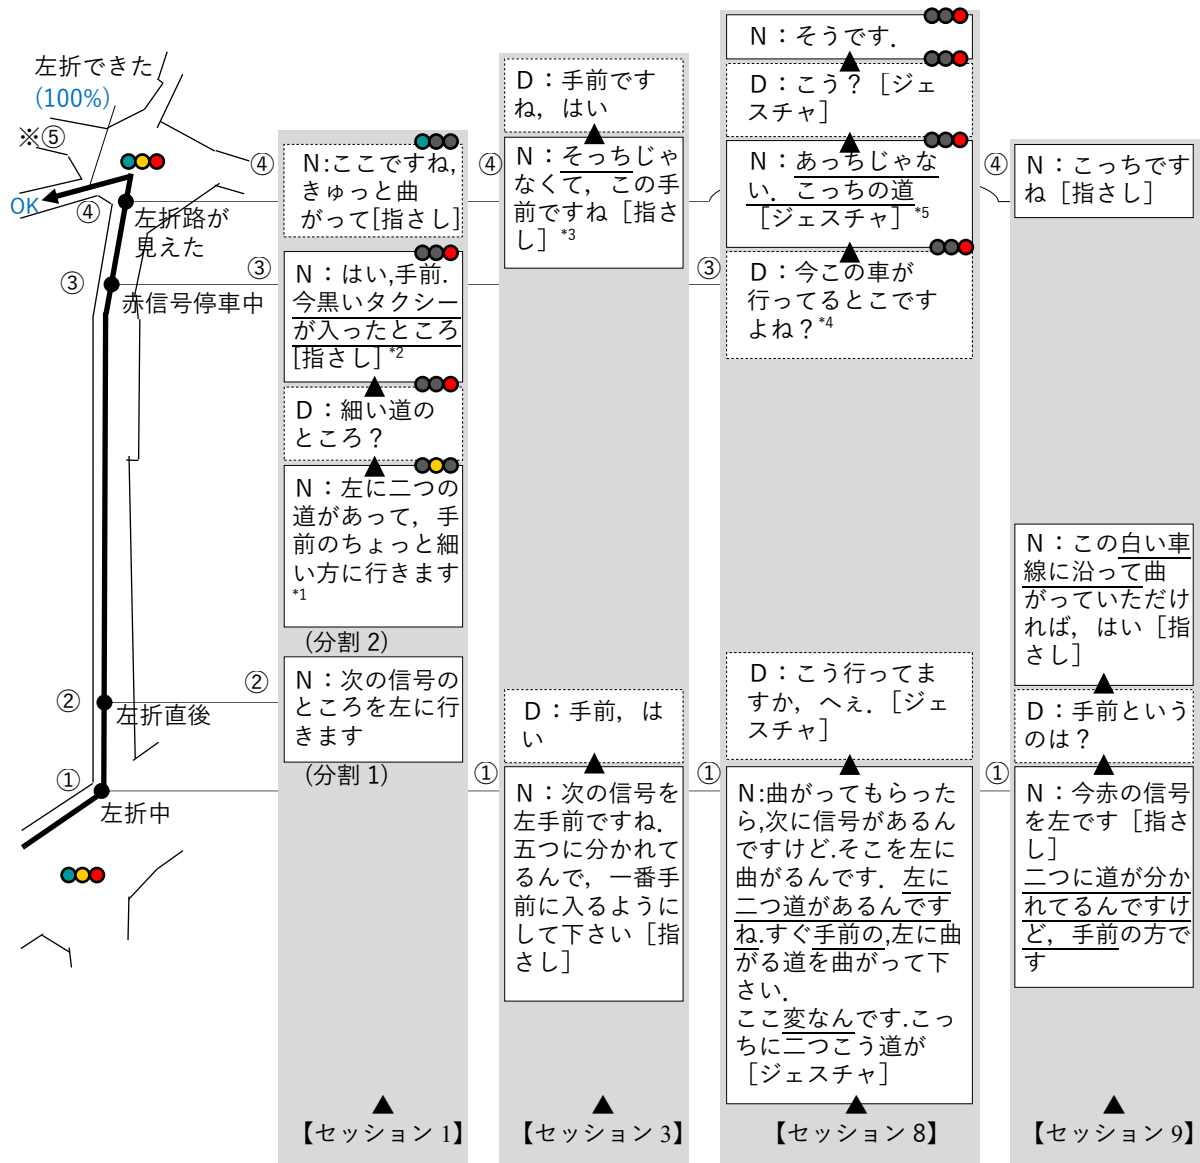 左折できた
(100%)
※⑤
OK
④
左折路が
見えた
③
赤信号停車中
②
左折直後
①
左折中
④
N:ここですね,
きゅっと曲
がって[指さし]
③
N：はい,手前.
今黒いタクシー
が入ったところ
[指さし] *2
D：細い道の
ところ？
N：左に二つの
道があって，手
前のちょっと細
い方に行きます
*1
(分割 2)
②
N：次の信号の
ところを左に行
きます
(分割 1)
【セッション 1】
D：手前です
ね，はい
④
N：そっちじゃ
なくて，この手
前ですね［指さ
し］*3
D：手前，は
い
①
N：次の信号を
左手前ですね．
五つに分かれて
るんで，一番手
前に入るように
して下さい［指
さし］
【セッション 3】
N：そうです．
D：こう？［ジェ
スチャ］
N：あっちじゃな
い．こっちの道
［ジェスチャ］*5
③
D：今この車が
行ってるとこです
よね？*4
D：こう行ってま
すか，へぇ．［ジェ
スチャ］
①
N:曲がってもらった
ら,次に信号があるん
ですけど.そこを左に
曲がるんです．左に
二つ道があるんです
ね.すぐ手前の,左に曲
がる道を曲がって下
さい．
ここ変なんです.こっ
ちに二つこう道が
［ジェスチャ］
【セッション 8】
④
N：こっちです
ね［指さし］
N：この白い車
線に沿って曲
がっていただけ
れば，はい［指
さし］
D：手前という
のは？
①
N：今赤の信号
を左です［指さ
し］
二つに道が分か
れてるんですけ
ど，手前の方で
す
【セッション 9】